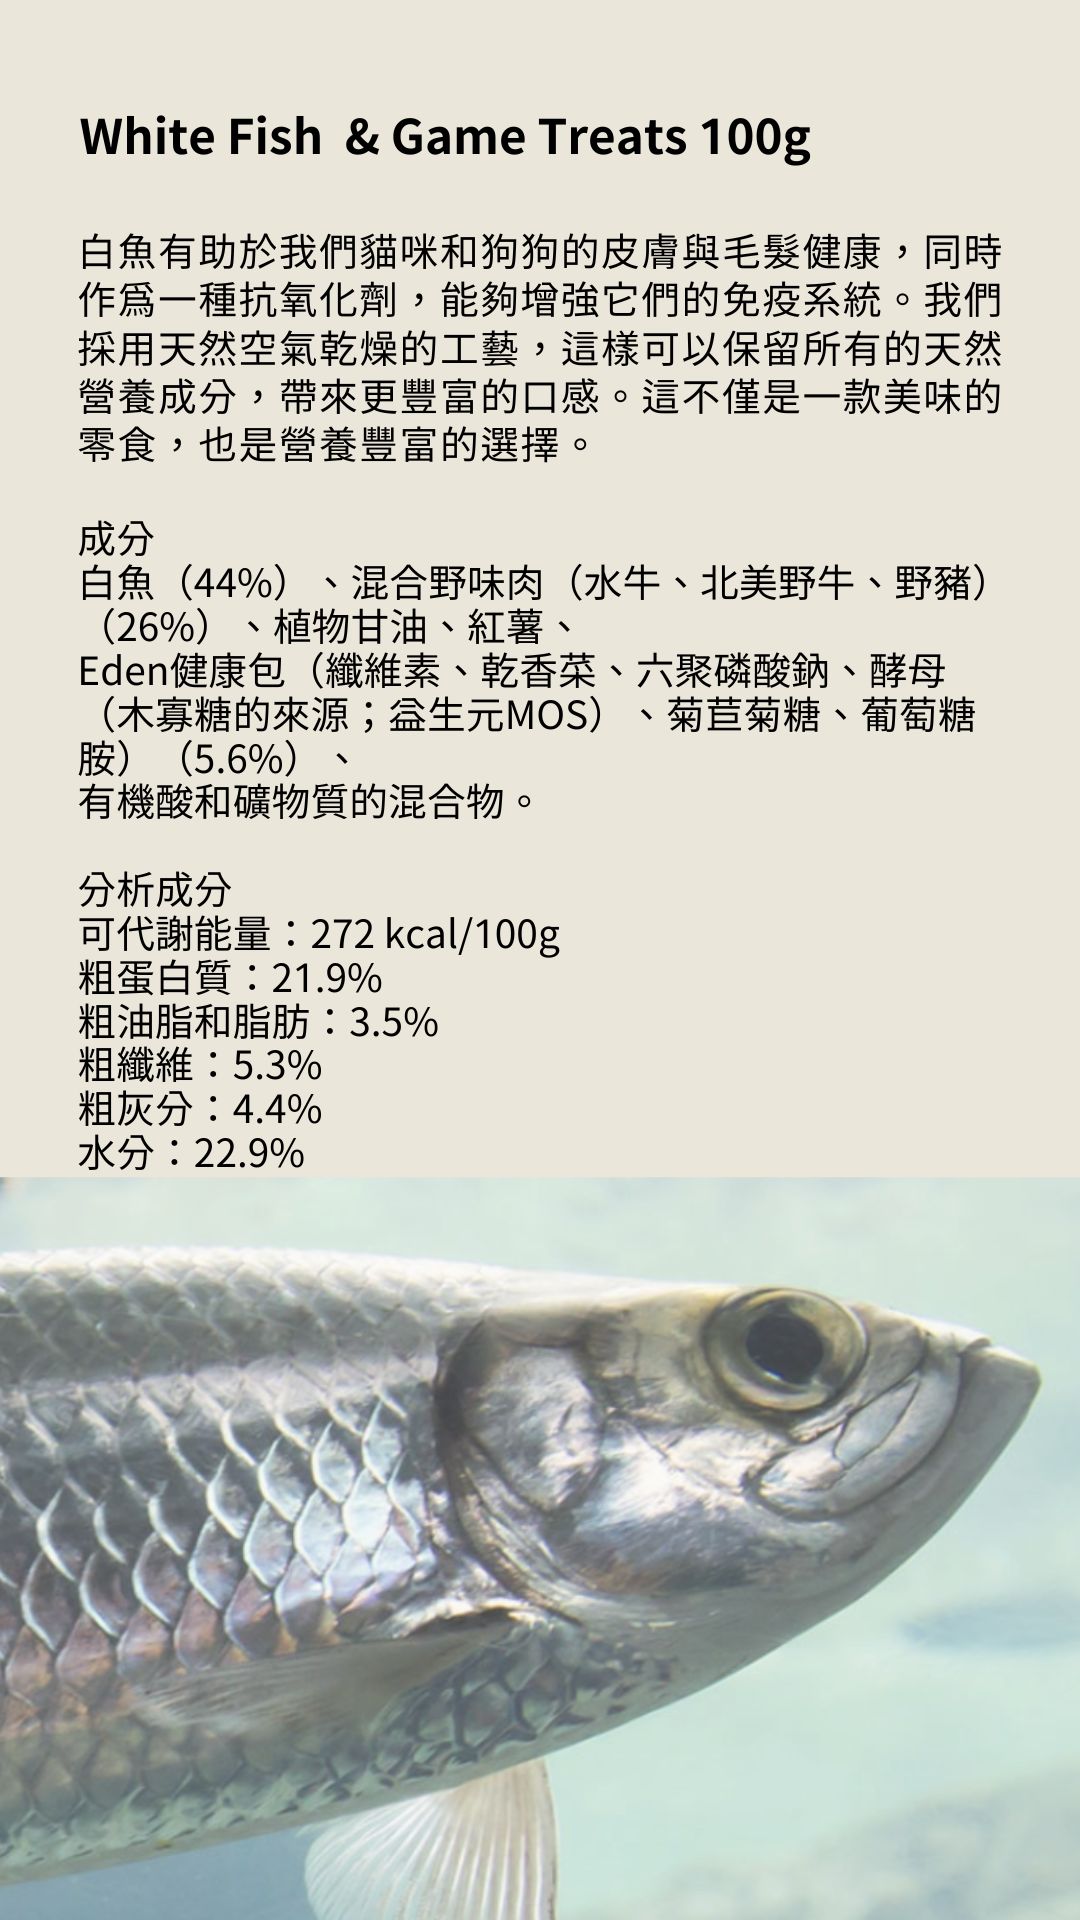 White Fish & Game Treats 100g
白魚有助於我們貓咪和狗狗的皮膚與毛髮健康，同時
作爲一種抗氧化劑，能夠增強它們的免疫系統。我們
採用天然空氣乾燥的工藝，這樣可以保留所有的天然
營養成分，帶來更豐富的口感。這不僅是一款美味的
零食，也是營養豐富的選擇。
成分
白魚（44%）、混合野味肉（水牛、北美野牛、野豬）
（26%）、植物甘油、紅薯、
Eden健康包（纖維素、乾香菜、六聚磷酸鈉、酵母
（木寡糖的來源；益生元MOS）、菊苣菊糖、葡萄糖
胺）（5.6%）、
有機酸和礦物質的混合物。
分析成分
可代謝能量：272 kcal/100g
粗蛋白質：21.9%
粗油脂和脂肪：3.5%
粗纖維：5.3%
粗灰分：4.4%
水分：22.9%